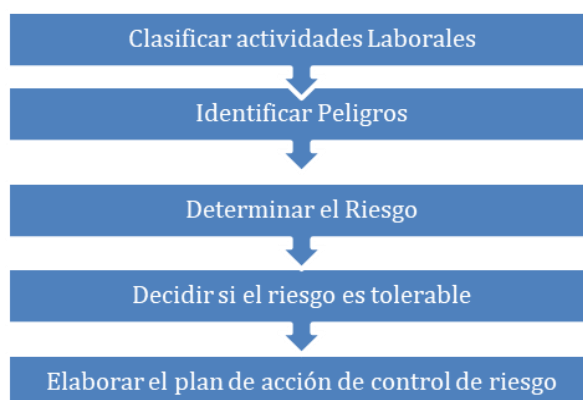 Clasificar actividades Laborales
Identificar Peligros
Determinar el Riesgo
Decidir si el riesgo es tolerable
Elaborar el plan de acción de control de riesgo